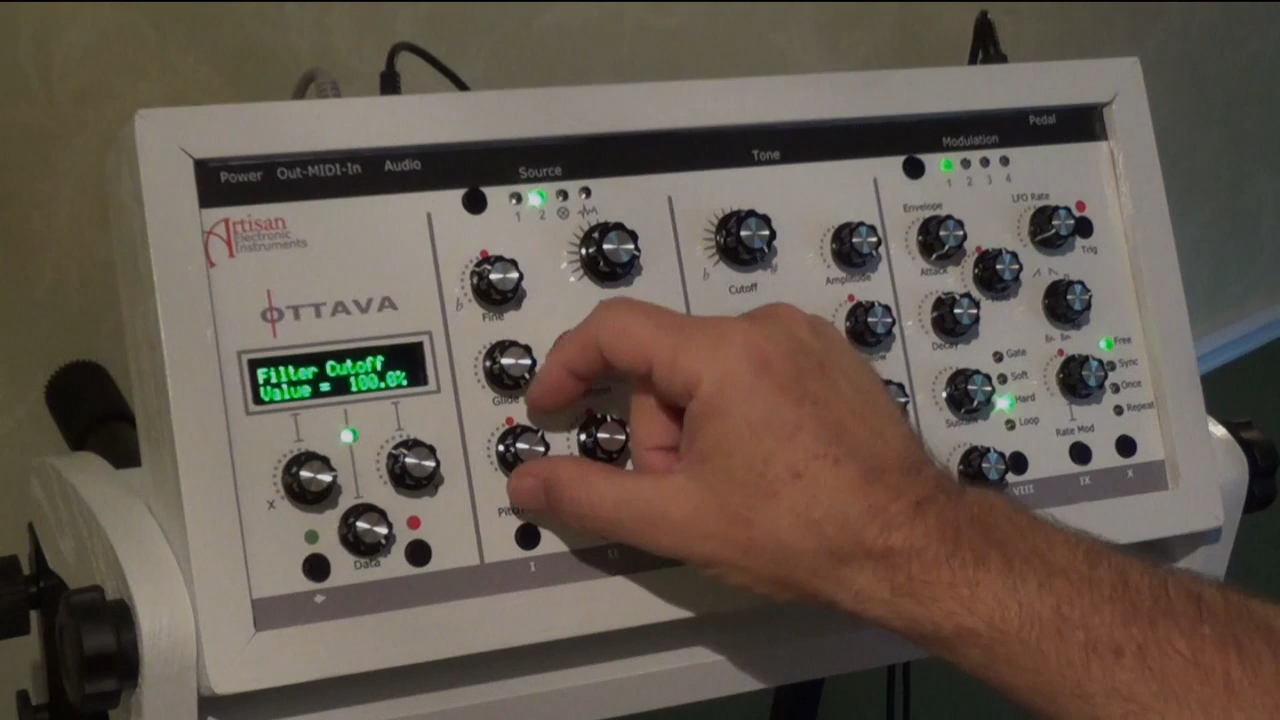 Power Out-MIDI-In Audio
Source
Tone
Modulation
Pedal
Artisan
Electronic
Instruments
OTTAVA
Filter Cutoff
Value = 100.0%
X
Data
1 2
b
Fine
Glide
I
II
b
Cutoff
Amplitude
1 2 3 4
Envelope
Attack
Decay
Sustain
Gate
Soft
Hard
Loop
VIII
LFO Rate
Trig
Free
Sync
Once
Repeat
Rate Mod
IX
X